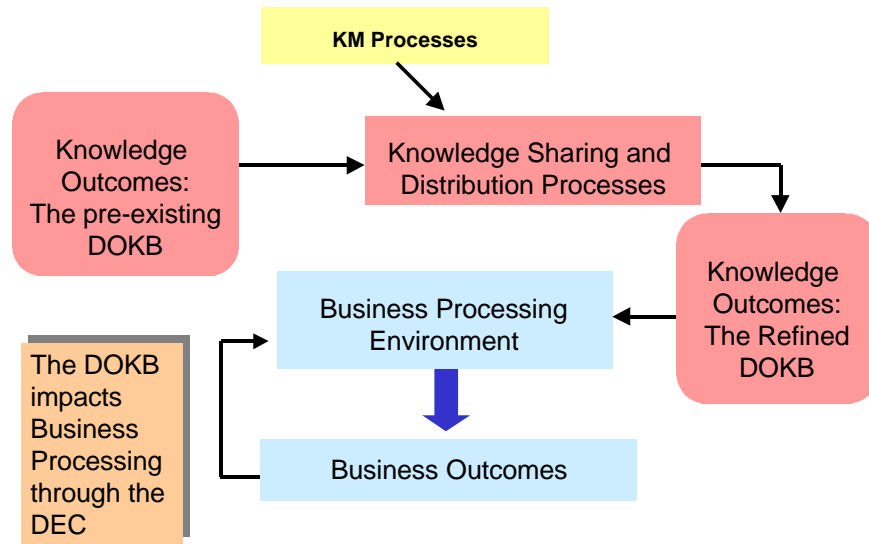 KM Processes
Knowledge
Outcomes:
The pre-existing
DOKB
Knowledge Sharing and
Distribution Processes
Knowledge
Outcomes:
The Refined
DOKB
Business Processing
Environment
The DOKB
impacts
Business
Processing
through the
DEC
Business Outcomes